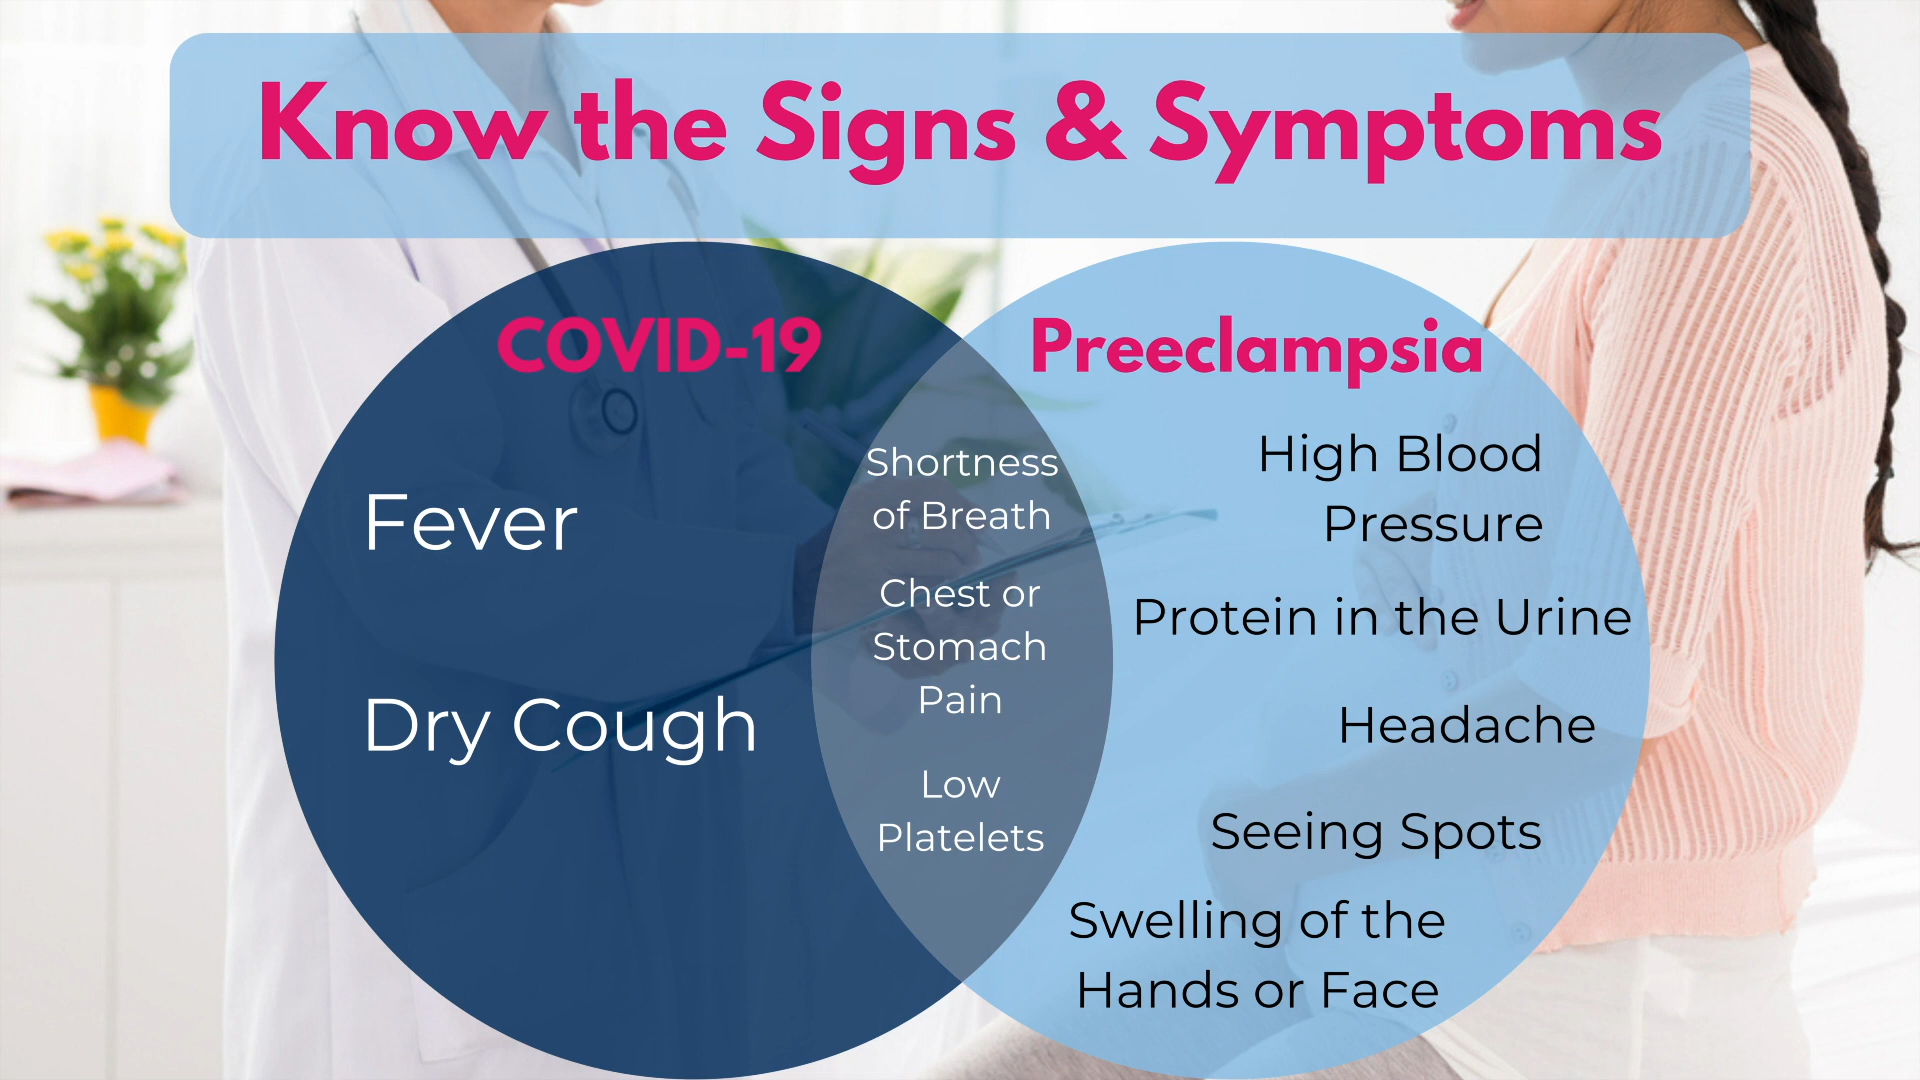 Know the Signs & Symptoms
COVID-19
Fever
Dry Cough
Shortness
of Breath
Chest or
Stomach
Pain
Low
Platelets
Preeclampsia
High Blood
Pressure
Protein in the Urine
Headache
Seeing Spots
Swelling of the
Hands or Face